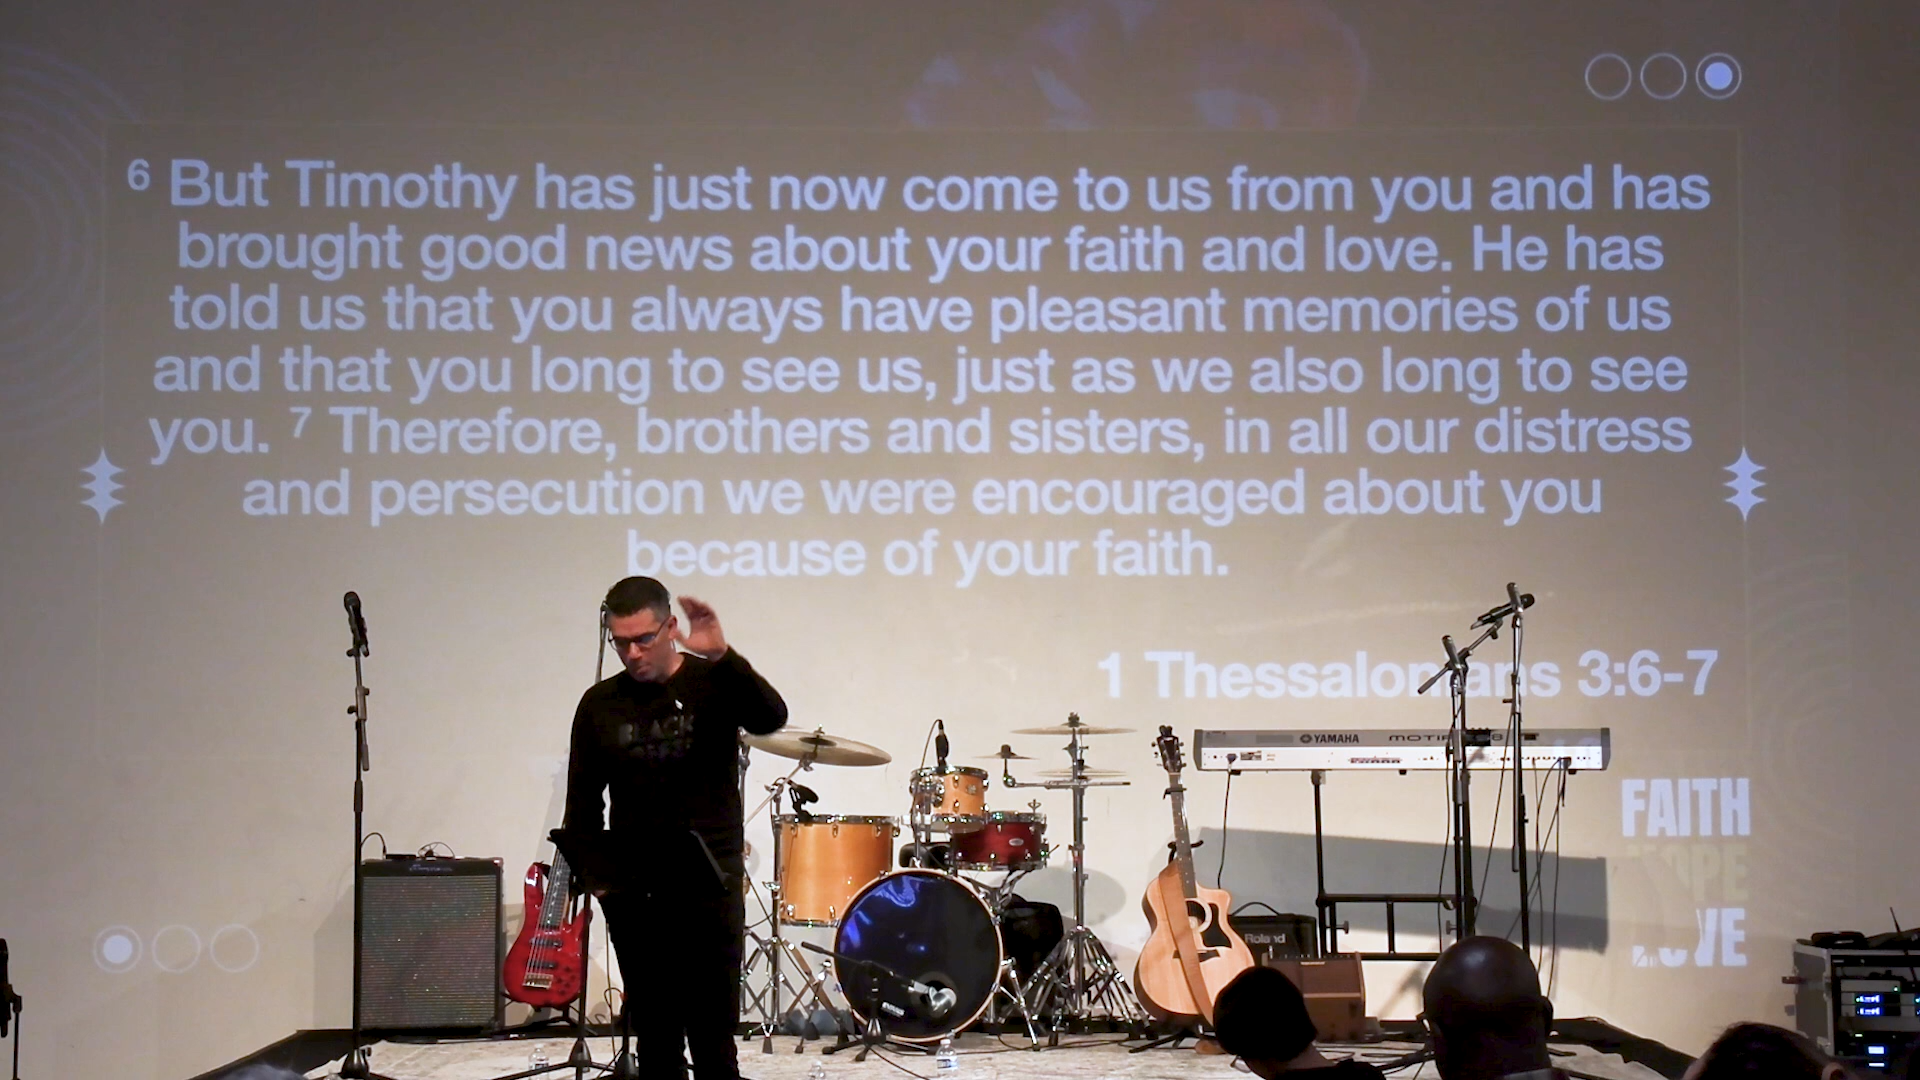 6 But Timothy has just now come to us from you and has
brought good news about your faith and love. He has
told us that you always have pleasant memories of us
and that you long to see us, just as we also long to see
you. 7 Therefore, brothers and sisters, in all our distress
and persecution we were encouraged about you
because of your faith.
1 Thessalonians 3:6-7
YAMAHA
FAITH
HOPE
LOVE
BLACK
Roland